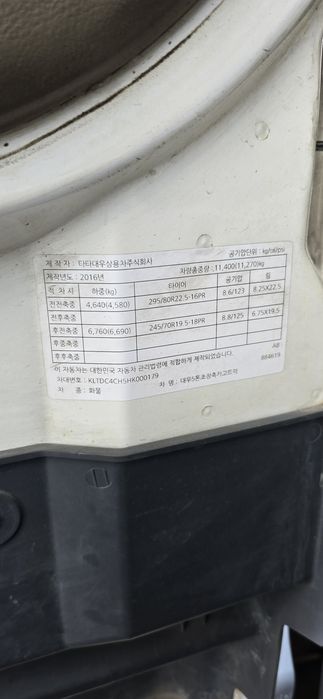 제 작 자 : 타타대우상용차주식회사 공기압단위 : kg/㎠/psi
제작년도 : 2016년 차량총중량 : 11,400(11,270)kg
적 차 시 하중(kg) 타이어 공기압 림
전전축중 4,640(4,580) 295/80R22.5-16PR 8.6/123 8.25X22.5
전후축중
후전축중 6,760(6,690) 245/70R19.5-18PR 8.8/125 6.75X19.5
후중축중
후후축중
이 자동차는 대한민국 자동차 관리법령에 적합하게 제작되었습니다. AB
차대번호 : KLTDC4CH5HK000179 884619
차 종 : 화물 차 명 : 대우5톤초장축카고트럭